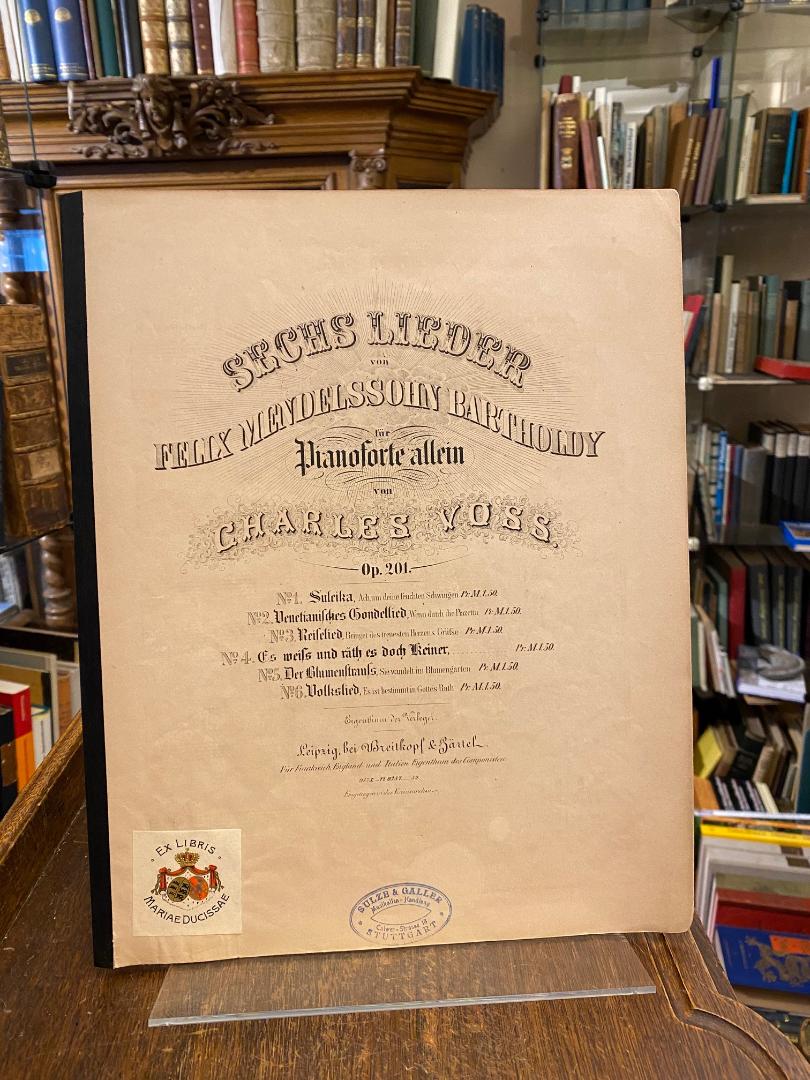 SECHS LIEDER
von
FELIX MENDELSSOHN BARTHOLDY
für
Pianoforte allein
von
CHARLES VOSS.
Op. 201.
No. 1. Suleika, Ach, um deine feuchten Schwingen Pr. M. 1.50.
No. 2. Venetianisches Gondellied, Wenn durch die Piazetta Pr. M. 1.50.
No. 3. Reiselied, Bringet des treuesten Herzens Grüße Pr. M. 1.50.
No. 4. Es weiß und räth es doch Keiner, Pr. M. 1.50.
No. 5. Der Blumenstrauß, Sie wandelt im Blumengarten Pr. M. 1.50.
No. 6. Volkslied, Es ist bestimmt in Gottes Rath Pr. M. 1.50.
Eigenthum der Verleger.
Leipzig, bei Breitkopf & Härtel.
Für Frankreich, England und Italien Eigenthum des Componisten.
EX LIBRIS
MARIAE DUCISSAE
SULZE & GALLER
Musikalien-Handlung
Calwer-Strasse 18
STUTTGART